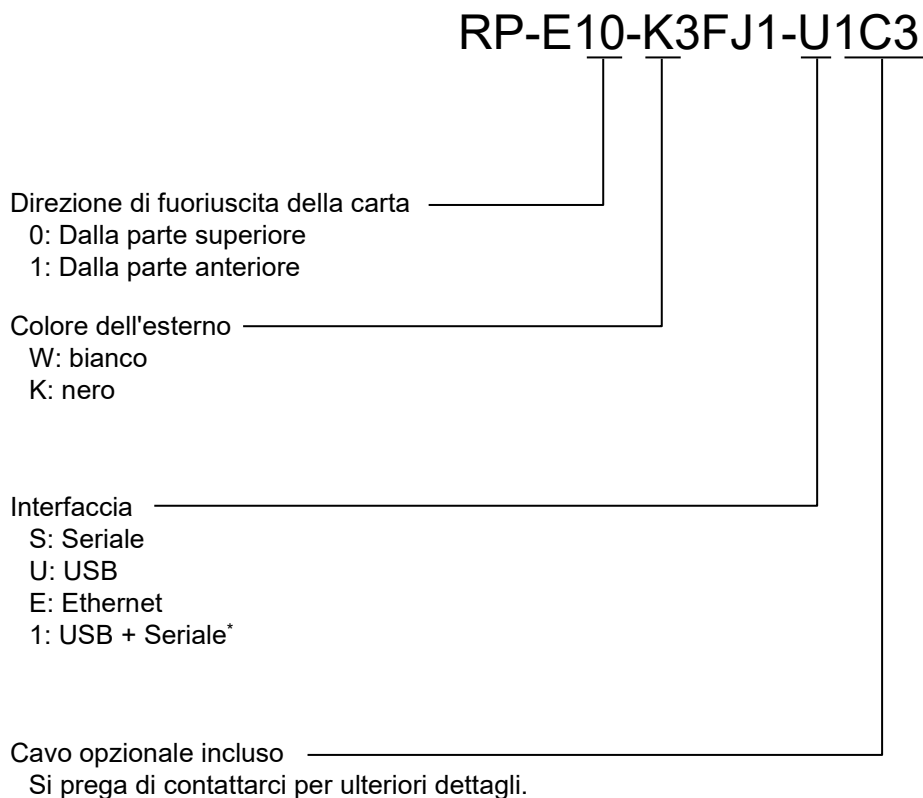 RP-E10-K3FJ1-U1C3
Direzione di fuoriuscita della carta
0: Dalla parte superiore
1: Dalla parte anteriore
Colore dell'esterno
W: bianco
K: nero
Interfaccia
S: Seriale
U: USB
E: Ethernet
1: USB + Seriale*
Cavo opzionale incluso
Si prega di contattarci per ulteriori dettagli.